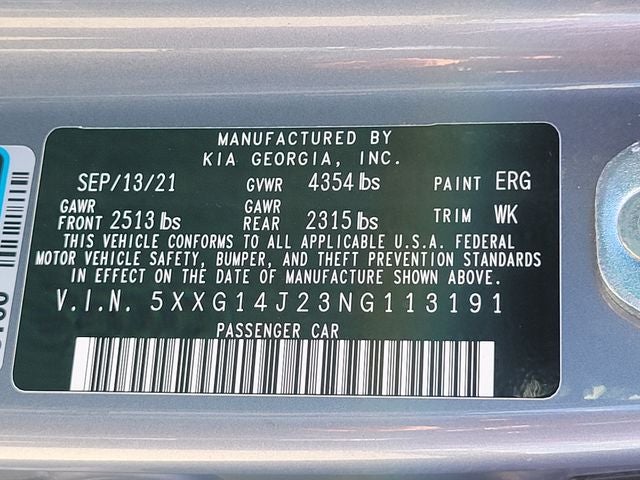 MANUFACTURED BY
KIA GEORGIA, INC.
SEP/13/21 GVWR 4354 lbs PAINT ERG
GAWR FRONT 2513 lbs GAWR REAR 2315 lbs TRIM WK
THIS VEHICLE CONFORMS TO ALL APPLICABLE U.S.A. FEDERAL
MOTOR VEHICLE SAFETY, BUMPER, AND THEFT PREVENTION STANDARDS
IN EFFECT ON THE DATE OF MANUFACTURE SHOWN ABOVE.
V.I.N. 5XXG14J23NG113191
PASSENGER CAR